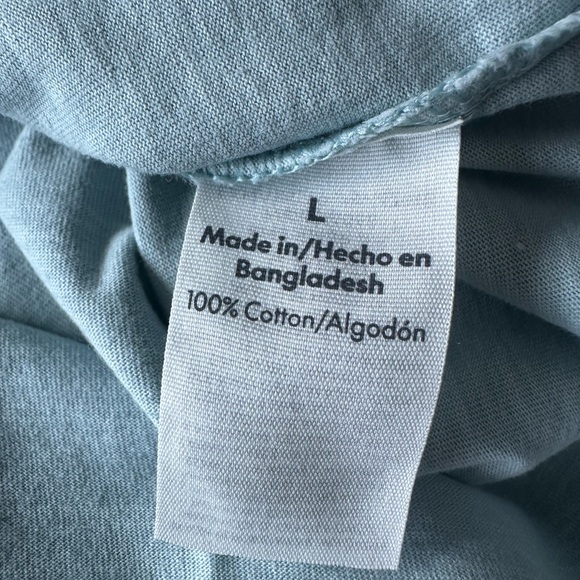 L
Made in/Hecho en
Bangladesh
100% Cotton/Algodón